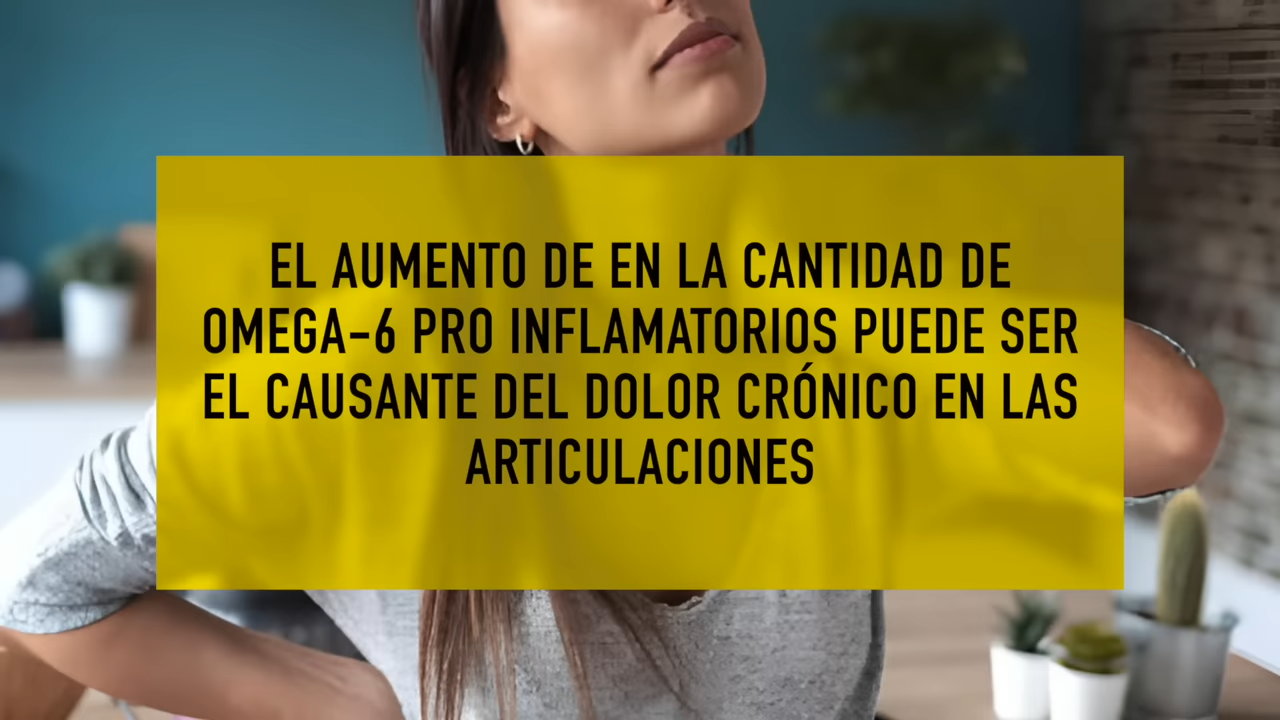 EL AUMENTO DE EN LA CANTIDAD DE
OMEGA-6 PRO INFLAMATORIOS PUEDE SER
EL CAUSANTE DEL DOLOR CRÓNICO EN LAS
ARTICULACIONES